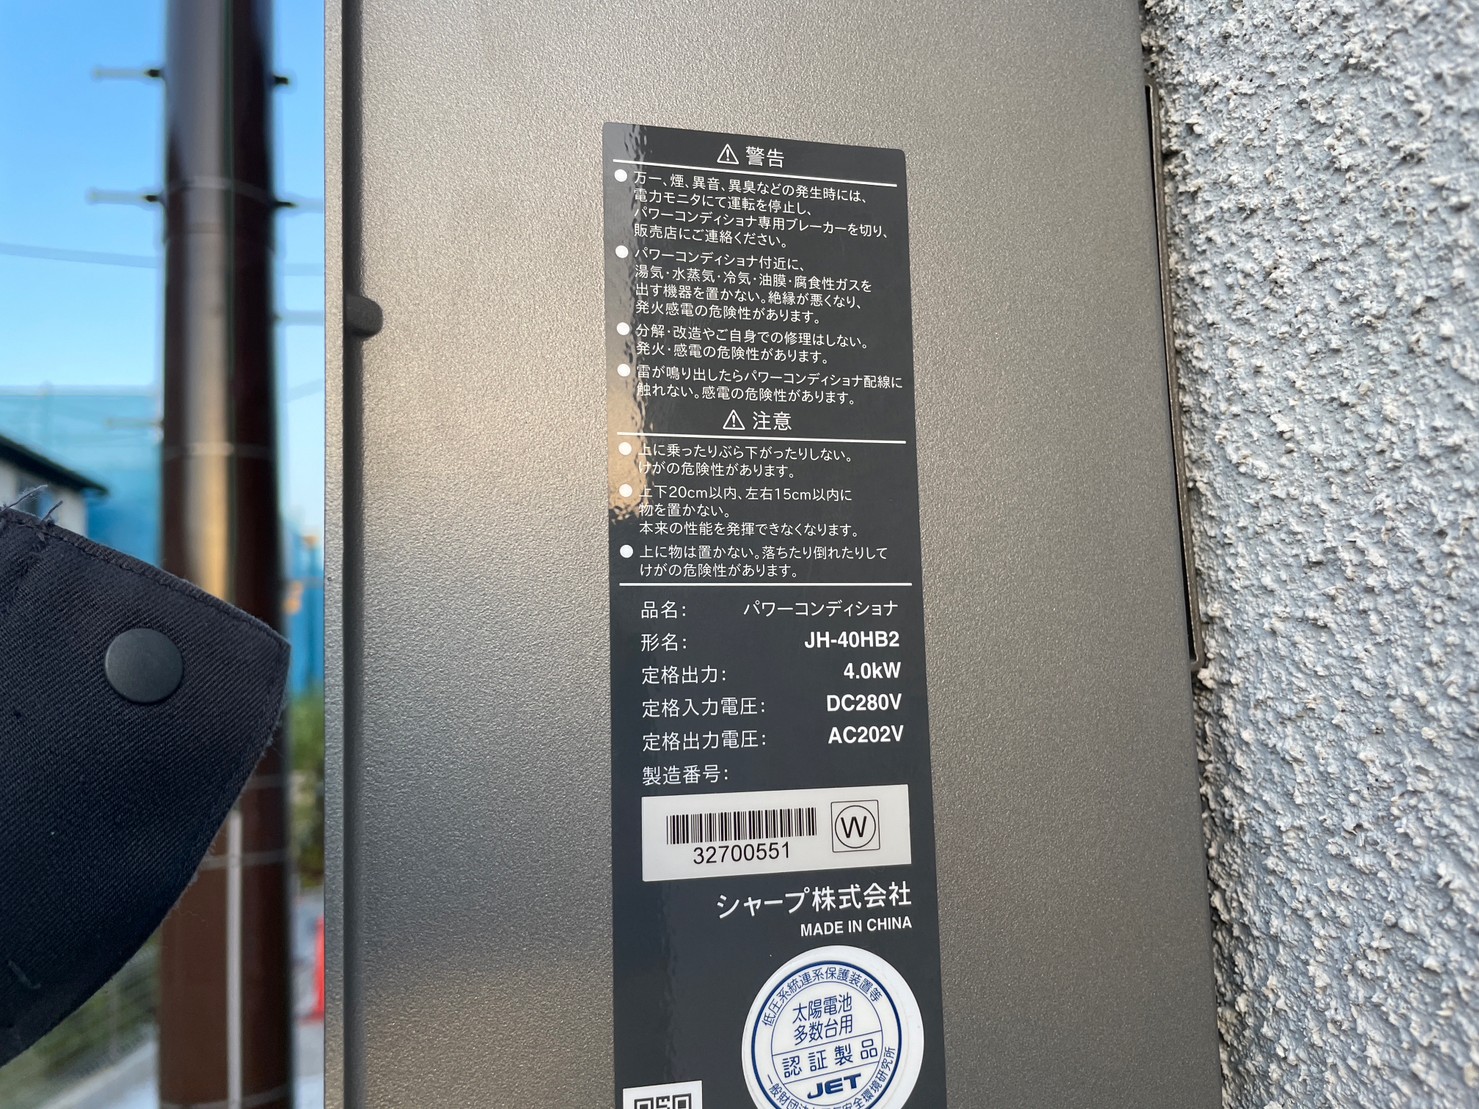 ⚠警告
●万一、煙、異音、異臭などの発生時には、
電力モニタにて運転を停止し、
パワーコンディショナ専用ブレーカーを切り、
販売店にご連絡ください。
●パワーコンディショナ付近に、
湯気・水蒸気・冷気・油膜・腐食性ガスを
出す機器を置かない。絶縁が悪くなり、
発火感電の危険性があります。
●分解・改造やご自身での修理はしない。
発火・感電の危険性があります。
●雷が鳴り出したらパワーコンディショナ配線に
触れない。感電の危険性があります。
⚠注意
●上に乗ったりぶら下がったりしない。
けがの危険性があります。
●上下20cm以内、左右15cm以内に
物を置かない。
本来の性能を発揮できなくなります。
●上に物は置かない。落ちたり倒れたりして
けがの危険性があります。
品名: パワーコンディショナ
形名: JH-40HB2
定格出力: 4.0kW
定格入力電圧: DC280V
定格出力電圧: AC202V
製造番号:
32700551
W
シャープ株式会社
MADE IN CHINA
低圧系統連系保護装置等
太陽電池
多数台用
認証製品
JET